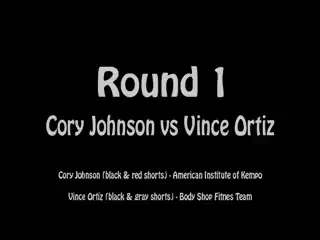 Round 1
Cory Johnson vs Vince Ortiz
Cory Johnson (black & red shorts) - American Institute of Kempo
Vince Ortiz (black & gray shorts) - Body Shop Fitnes Team